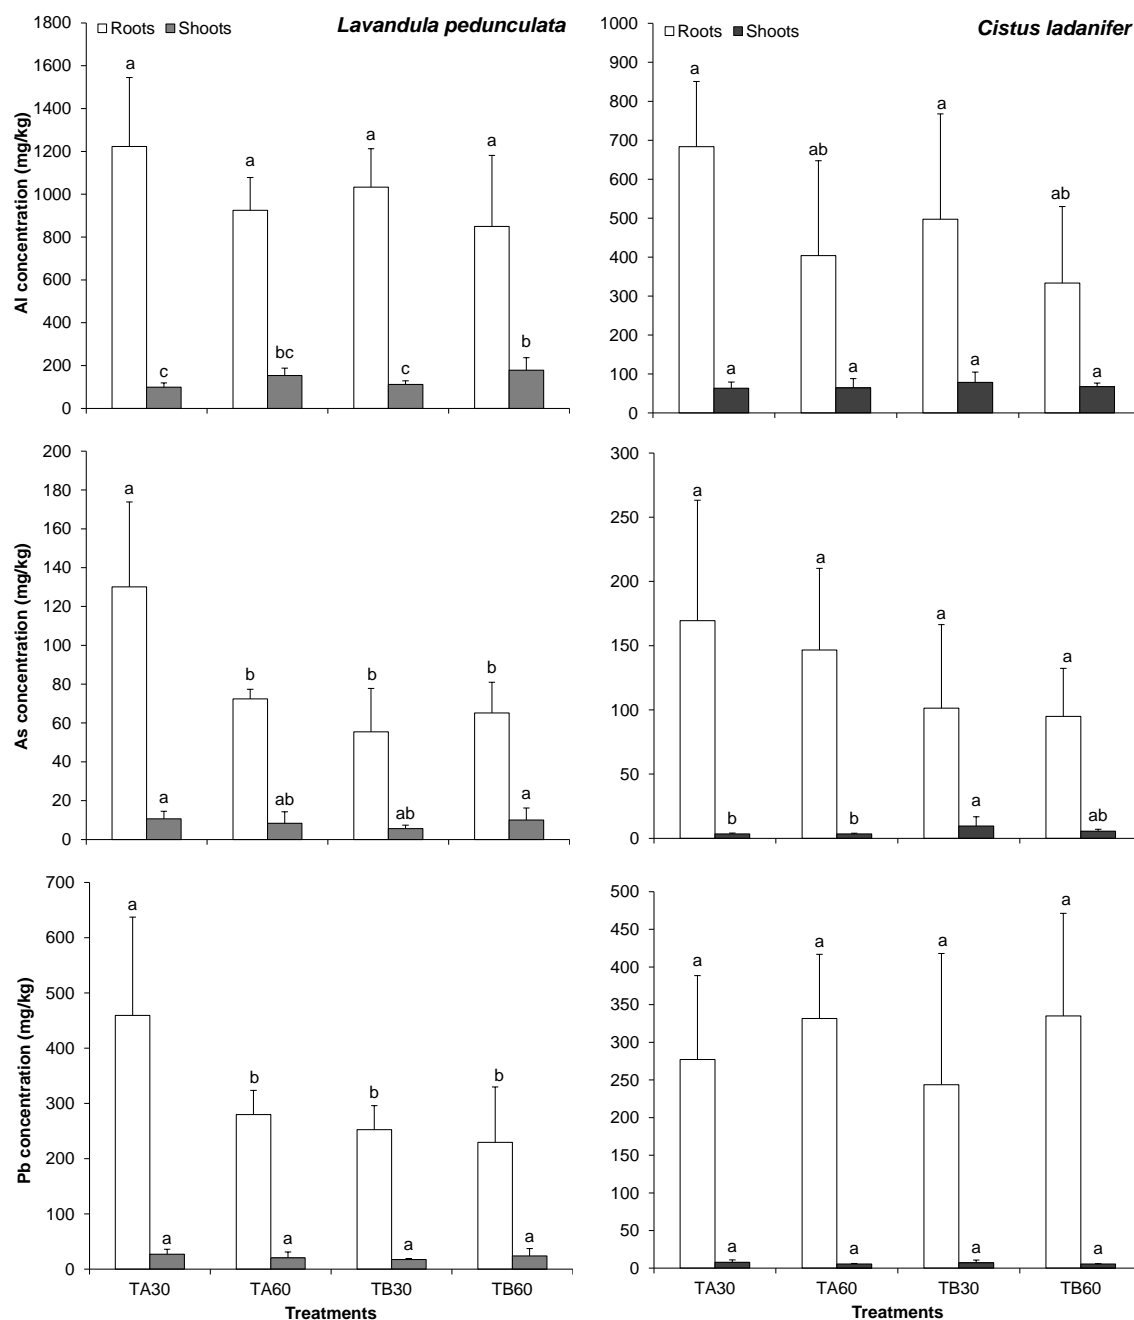 Lavandula pedunculata
Roots Shoots
Al concentration (mg/kg)
1800
1600
1400
1200
1000
800
600
400
200
0
a
a
a
a
c
bc
c
b
Cistus ladanifer
Roots Shoots
1000
900
800
700
600
500
400
300
200
100
0
a
ab
a
ab
a
a
a
a
As concentration (mg/kg)
200
180
160
140
120
100
80
60
40
20
0
a
b
b
b
a
ab
ab
a
300
250
200
150
100
50
0
a
a
a
a
b
b
a
ab
Pb concentration (mg/kg)
700
600
500
400
300
200
100
0
a
b
b
b
a
a
a
a
TA30 TA60 TB30 TB60
Treatments
500
450
400
350
300
250
200
150
100
50
0
a
a
a
a
a
a
a
a
TA30 TA60 TB30 TB60
Treatments